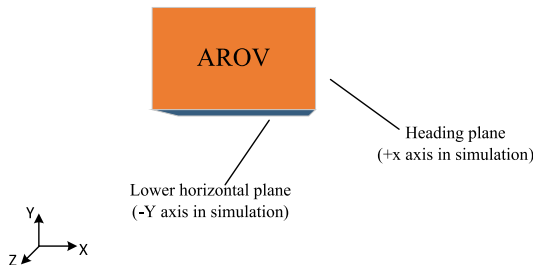 AROV
Heading plane
(+x axis in simulation)
Lower horizontal plane
(-Y axis in simulation)
Y
X
Z